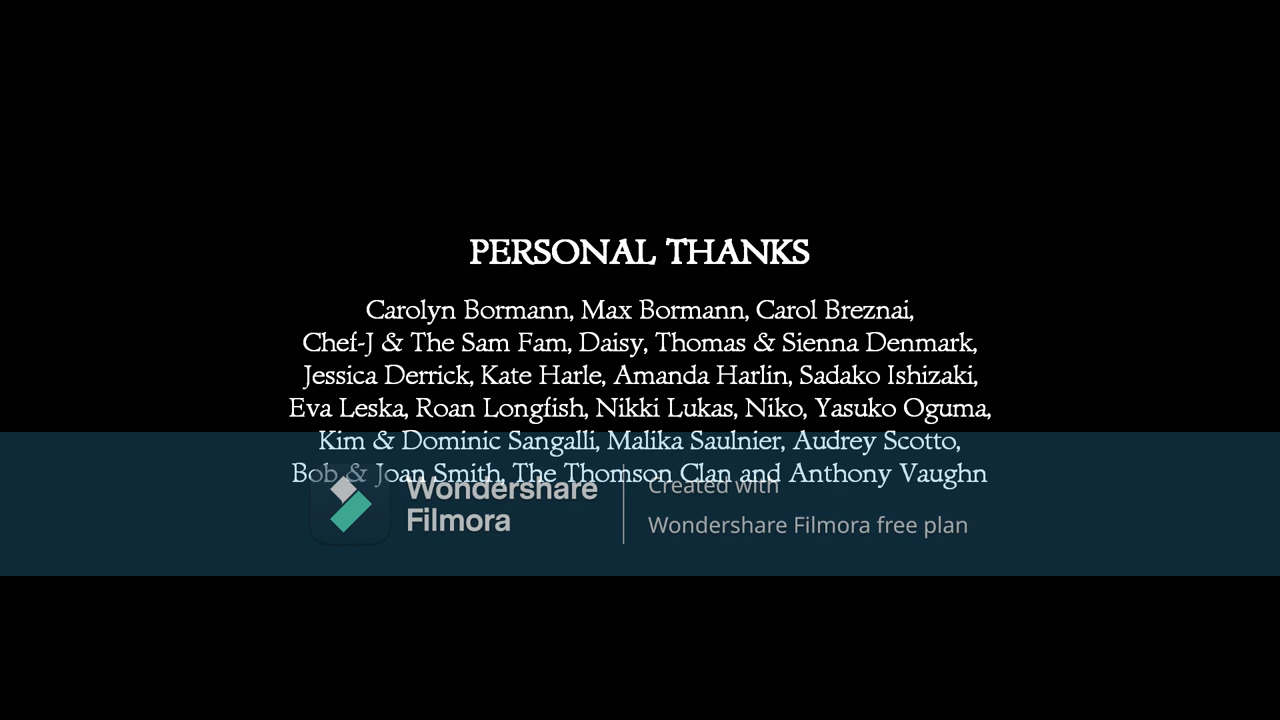 PERSONAL THANKS
Carolyn Bormann, Max Bormann, Carol Breznai,
Chef-J & The Sam Fam, Daisy, Thomas & Sienna Denmark,
Jessica Derrick, Kate Harle, Amanda Harlin, Sadako Ishizaki,
Eva Leska, Roan Longfish, Nikki Lukas, Niko, Yasuko Oguma,
Kim & Dominic Sangalli, Malika Saulnier, Audrey Scotto,
Bob & Joan Smith, The Thomson Clan and Anthony Vaughn
Wondershare
Filmora
Created with
Wondershare Filmora free plan